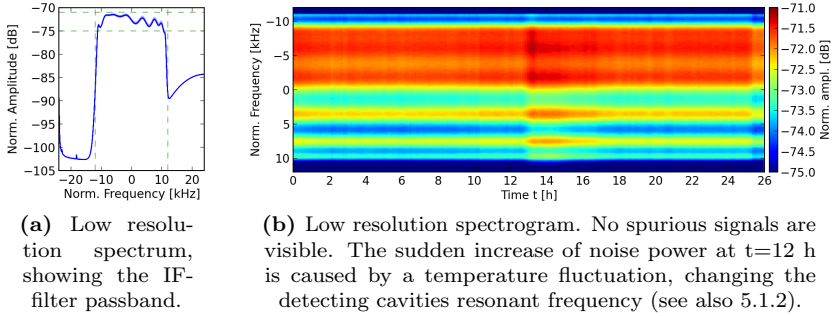 −70
−75
−80
−85
−90
−95
−100
−105
Norm. Amplitude [dB]
−20 −10 0 10 20
Norm. Frequency [kHz]
−10
−5
0
5
10
Norm. Frequency [kHz]
0 2 4 6 8 10 12 14 16 18 20 22 24 26
Time t [h]
−71.0
−71.5
−72.0
−72.5
−73.0
−73.5
−74.0
−74.5
−75.0
Norm. ampl. [dB]
(a) Low resolu-
tion spectrum,
showing the IF-
filter passband.
(b) Low resolution spectrogram. No spurious signals are
visible. The sudden increase of noise power at t=12 h
is caused by a temperature fluctuation, changing the
detecting cavities resonant frequency (see also 5.1.2).